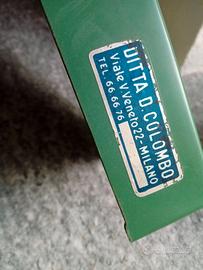 DITTA D. COLOMBO
Viale V. Veneto 22 - MILANO
TEL. 66 66 76